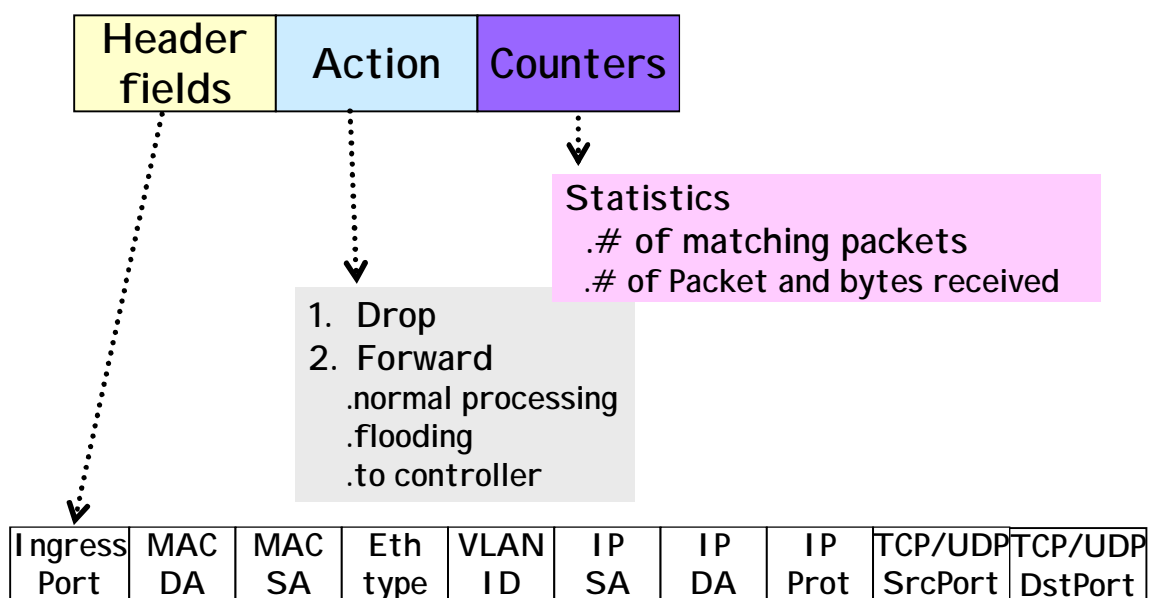 Header fields
Action
Counters
Statistics
.# of matching packets
.# of Packet and bytes received
1. Drop
2. Forward
.normal processing
.flooding
.to controller
Ingress Port
MAC DA
MAC SA
Eth type
VLAN ID
IP SA
IP DA
IP Prot
TCP/UDP SrcPort
TCP/UDP DstPort